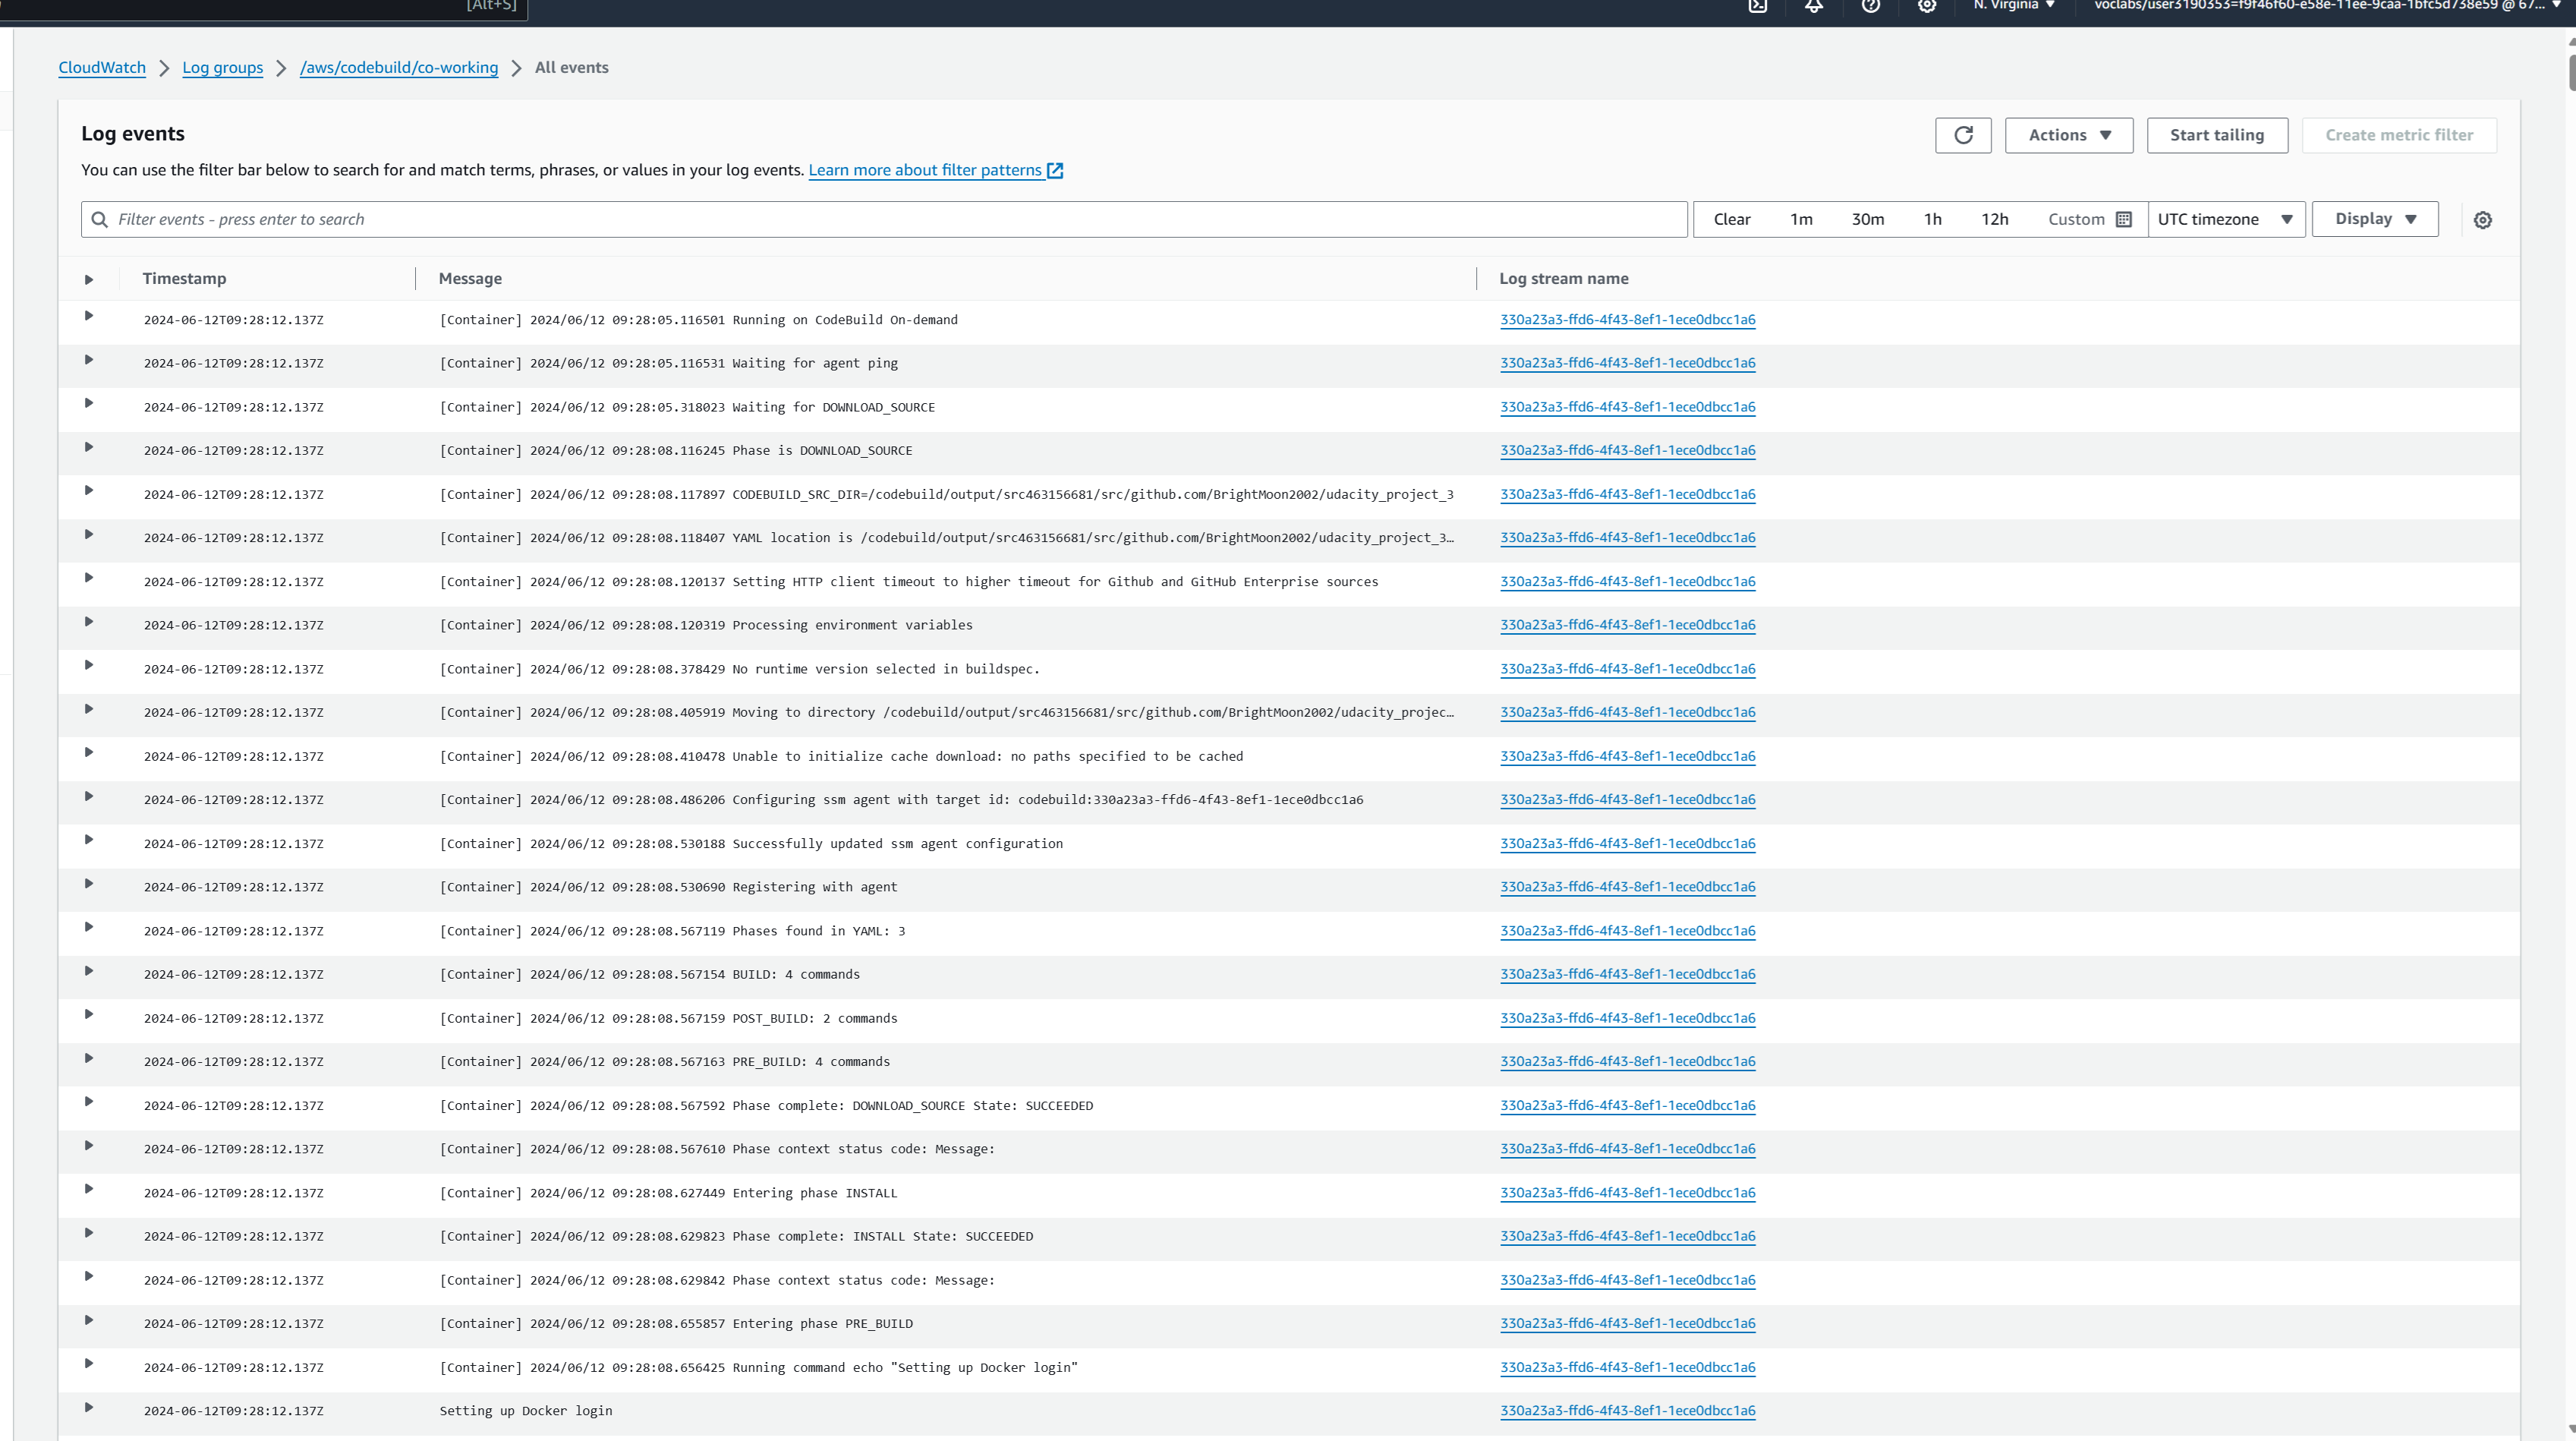 [Alt+S] N. Virginia voclabs/user3190353=f9f46f60-e58e-11ee-9caa-1bfc5d738e59 @ 67...
CloudWatch Log groups /aws/codebuild/co-working All events
Log events
Actions Start tailing Create metric filter
You can use the filter bar below to search for and match terms, phrases, or values in your log events. Learn more about filter patterns
Filter events - press enter to search Clear 1m 30m 1h 12h Custom UTC timezone Display
Timestamp Message Log stream name
2024-06-12T09:28:12.137Z [Container] 2024/06/12 09:28:05.116501 Running on CodeBuild On-demand 330a23a3-ffd6-4f43-8ef1-1ece0dbcc1a6
2024-06-12T09:28:12.137Z [Container] 2024/06/12 09:28:05.116531 Waiting for agent ping 330a23a3-ffd6-4f43-8ef1-1ece0dbcc1a6
2024-06-12T09:28:12.137Z [Container] 2024/06/12 09:28:05.318023 Waiting for DOWNLOAD_SOURCE 330a23a3-ffd6-4f43-8ef1-1ece0dbcc1a6
2024-06-12T09:28:12.137Z [Container] 2024/06/12 09:28:08.116245 Phase is DOWNLOAD_SOURCE 330a23a3-ffd6-4f43-8ef1-1ece0dbcc1a6
2024-06-12T09:28:12.137Z [Container] 2024/06/12 09:28:08.117897 CODEBUILD_SRC_DIR=/codebuild/output/src463156681/src/github.com/BrightMoon2002/udacity_project_3 330a23a3-ffd6-4f43-8ef1-1ece0dbcc1a6
2024-06-12T09:28:12.137Z [Container] 2024/06/12 09:28:08.118407 YAML location is /codebuild/output/src463156681/src/github.com/BrightMoon2002/udacity_project_3… 330a23a3-ffd6-4f43-8ef1-1ece0dbcc1a6
2024-06-12T09:28:12.137Z [Container] 2024/06/12 09:28:08.120137 Setting HTTP client timeout to higher timeout for Github and GitHub Enterprise sources 330a23a3-ffd6-4f43-8ef1-1ece0dbcc1a6
2024-06-12T09:28:12.137Z [Container] 2024/06/12 09:28:08.120319 Processing environment variables 330a23a3-ffd6-4f43-8ef1-1ece0dbcc1a6
2024-06-12T09:28:12.137Z [Container] 2024/06/12 09:28:08.378429 No runtime version selected in buildspec. 330a23a3-ffd6-4f43-8ef1-1ece0dbcc1a6
2024-06-12T09:28:12.137Z [Container] 2024/06/12 09:28:08.405919 Moving to directory /codebuild/output/src463156681/src/github.com/BrightMoon2002/udacity_projec… 330a23a3-ffd6-4f43-8ef1-1ece0dbcc1a6
2024-06-12T09:28:12.137Z [Container] 2024/06/12 09:28:08.410478 Unable to initialize cache download: no paths specified to be cached 330a23a3-ffd6-4f43-8ef1-1ece0dbcc1a6
2024-06-12T09:28:12.137Z [Container] 2024/06/12 09:28:08.486206 Configuring ssm agent with target id: codebuild:330a23a3-ffd6-4f43-8ef1-1ece0dbcc1a6 330a23a3-ffd6-4f43-8ef1-1ece0dbcc1a6
2024-06-12T09:28:12.137Z [Container] 2024/06/12 09:28:08.530188 Successfully updated ssm agent configuration 330a23a3-ffd6-4f43-8ef1-1ece0dbcc1a6
2024-06-12T09:28:12.137Z [Container] 2024/06/12 09:28:08.530690 Registering with agent 330a23a3-ffd6-4f43-8ef1-1ece0dbcc1a6
2024-06-12T09:28:12.137Z [Container] 2024/06/12 09:28:08.567119 Phases found in YAML: 3 330a23a3-ffd6-4f43-8ef1-1ece0dbcc1a6
2024-06-12T09:28:12.137Z [Container] 2024/06/12 09:28:08.567154 BUILD: 4 commands 330a23a3-ffd6-4f43-8ef1-1ece0dbcc1a6
2024-06-12T09:28:12.137Z [Container] 2024/06/12 09:28:08.567159 POST_BUILD: 2 commands 330a23a3-ffd6-4f43-8ef1-1ece0dbcc1a6
2024-06-12T09:28:12.137Z [Container] 2024/06/12 09:28:08.567163 PRE_BUILD: 4 commands 330a23a3-ffd6-4f43-8ef1-1ece0dbcc1a6
2024-06-12T09:28:12.137Z [Container] 2024/06/12 09:28:08.567592 Phase complete: DOWNLOAD_SOURCE State: SUCCEEDED 330a23a3-ffd6-4f43-8ef1-1ece0dbcc1a6
2024-06-12T09:28:12.137Z [Container] 2024/06/12 09:28:08.567610 Phase context status code: Message: 330a23a3-ffd6-4f43-8ef1-1ece0dbcc1a6
2024-06-12T09:28:12.137Z [Container] 2024/06/12 09:28:08.627449 Entering phase INSTALL 330a23a3-ffd6-4f43-8ef1-1ece0dbcc1a6
2024-06-12T09:28:12.137Z [Container] 2024/06/12 09:28:08.629823 Phase complete: INSTALL State: SUCCEEDED 330a23a3-ffd6-4f43-8ef1-1ece0dbcc1a6
2024-06-12T09:28:12.137Z [Container] 2024/06/12 09:28:08.629842 Phase context status code: Message: 330a23a3-ffd6-4f43-8ef1-1ece0dbcc1a6
2024-06-12T09:28:12.137Z [Container] 2024/06/12 09:28:08.655857 Entering phase PRE_BUILD 330a23a3-ffd6-4f43-8ef1-1ece0dbcc1a6
2024-06-12T09:28:12.137Z [Container] 2024/06/12 09:28:08.656425 Running command echo "Setting up Docker login" 330a23a3-ffd6-4f43-8ef1-1ece0dbcc1a6
2024-06-12T09:28:12.137Z Setting up Docker login 330a23a3-ffd6-4f43-8ef1-1ece0dbcc1a6